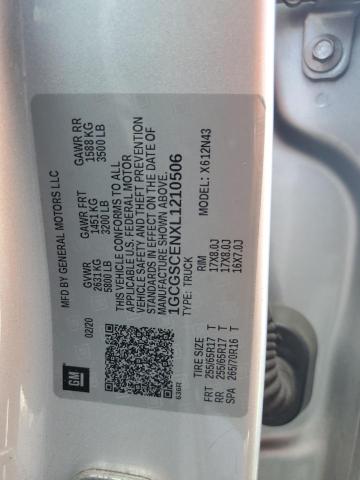 MFD BY GENERAL MOTORS LLC
02/20
GVWR
2631 KG
5800 LB
GAWR FRT
1451 KG
3200 LB
GAWR RR
1588 KG
3500 LB
THIS VEHICLE CONFORMS TO ALL
APPLICABLE U.S. FEDERAL MOTOR
VEHICLE SAFETY AND THEFT PREVENTION
STANDARDS IN EFFECT ON THE DATE OF
MANUFACTURE SHOWN ABOVE.
1GCGSCENXL1210506
TYPE: TRUCK
X612N43
TIRE SIZE RIM
FRT 255/65R17 T 17X8.0J
RR 255/65R17 T 17X8.0J
SPA 265/70R16 T 16X7.0J
GM
636R